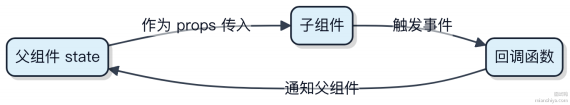 父组件 state
作为 props 传入
子组件
触发事件
回调函数
通知父组件